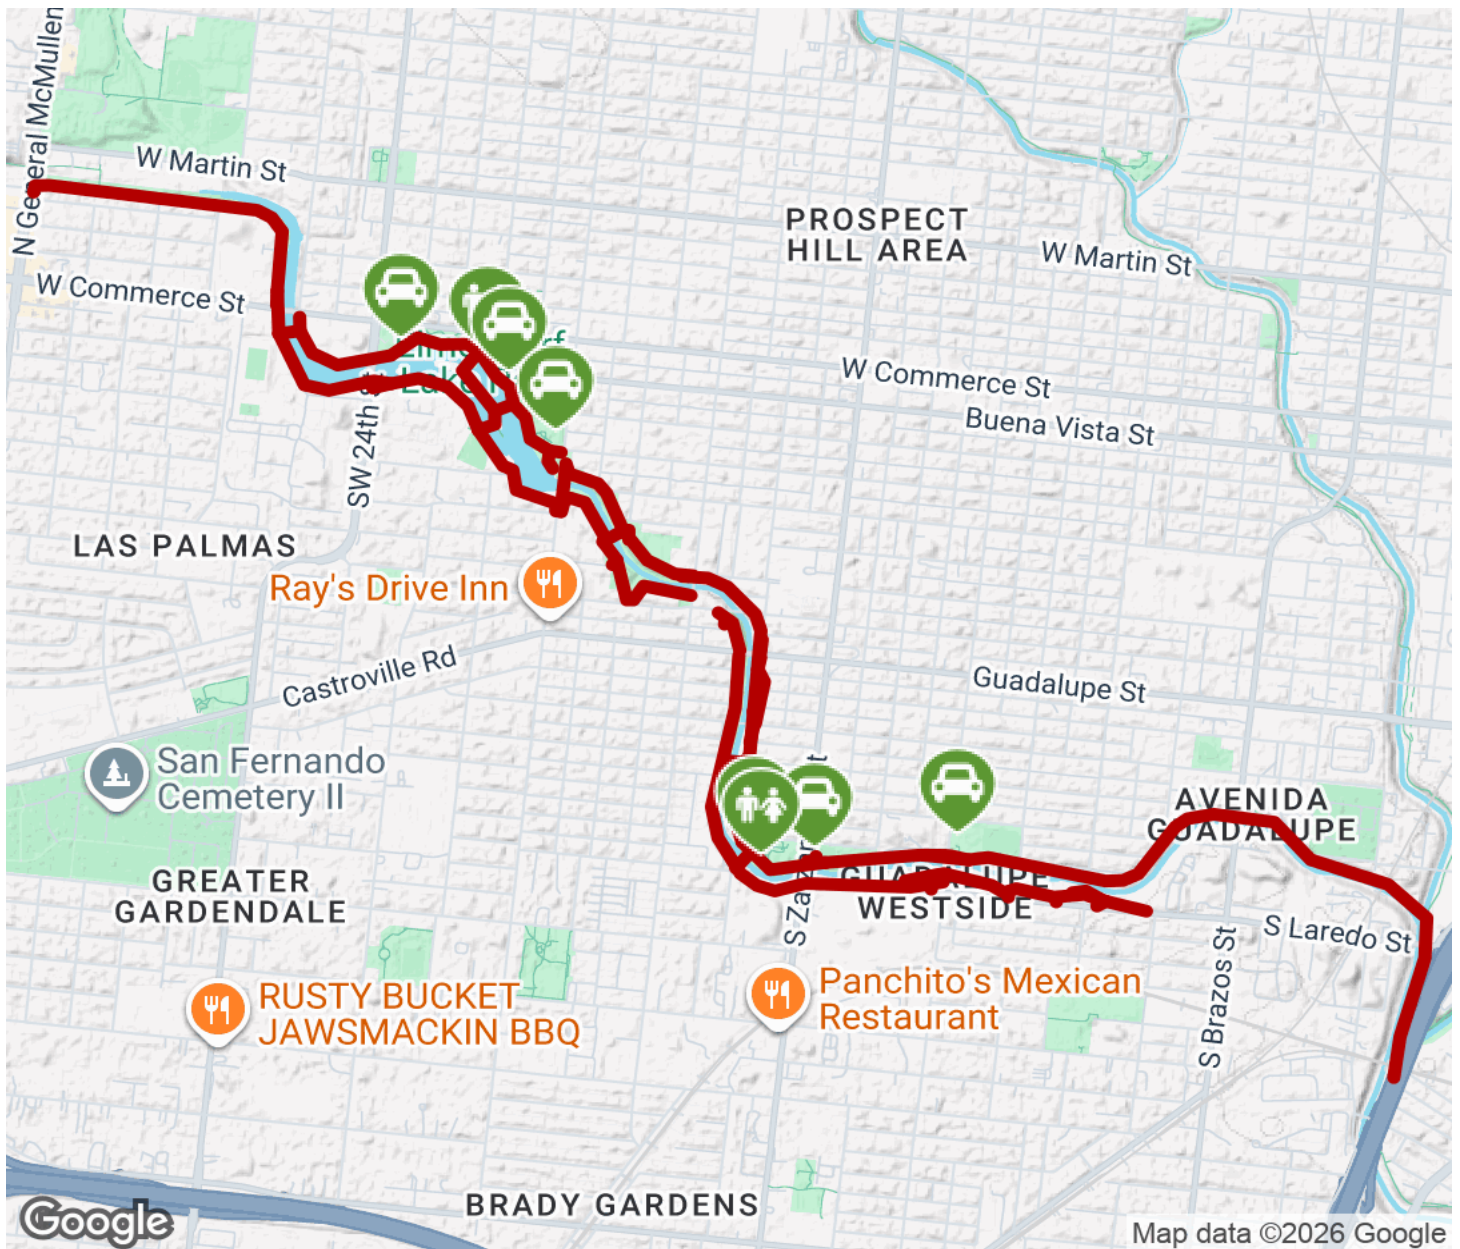 N General McMullen
W Martin St
PROSPECT
HILL AREA
W Martin St
W Commerce St
W Commerce St
Buena Vista St
SW 24th S
LAS PALMAS
Ray's Drive Inn
Castroville Rd
Guadalupe St
San Fernando
Cemetery II
AVENIDA
GUADALUPE
GREATER
GARDENDALE
GUADALUPE
WESTSIDE
S Laredo St
S Brazos St
RUSTY BUCKET
JAWSMACKIN BBQ
Panchito's Mexican
Restaurant
BRADY GARDENS
Google
Map data ©2026 Google